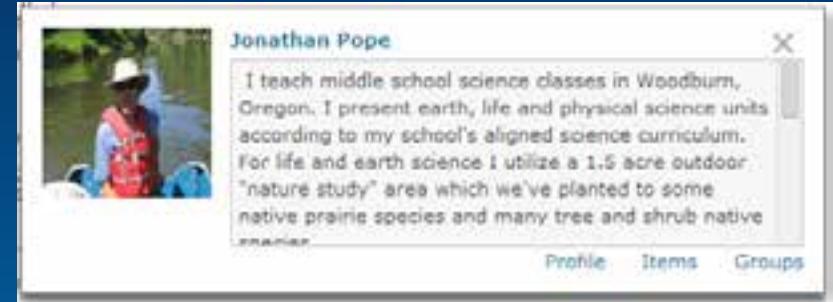 Jonathan Pope
I teach middle school science classes in Woodburn,
Oregon. I present earth, life and physical science units
according to my school's aligned science curriculum.
For life and earth science I utilize a 1.5 acre outdoor
"nature study" area which we've planted to some
native prairie species and many tree and shrub native
species
Profile Items Groups